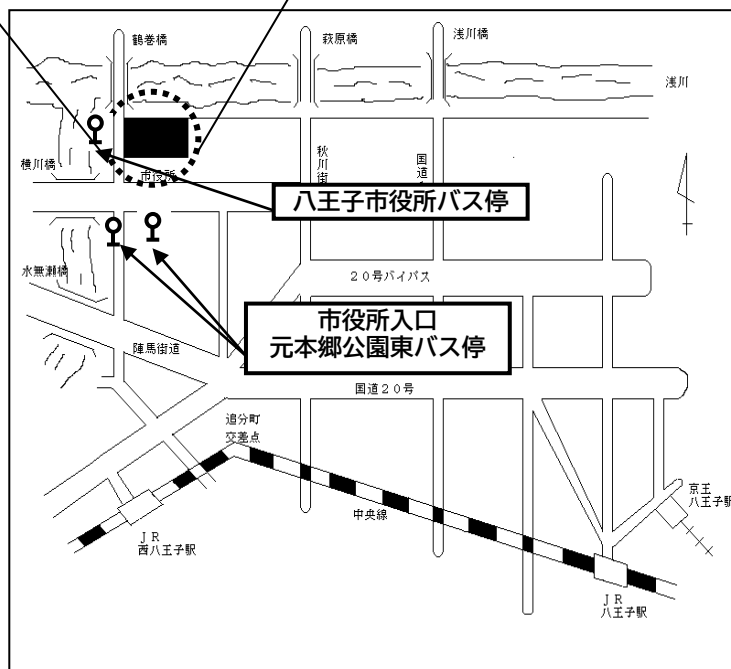 鶴巻橋
萩原橋
浅川橋
浅川
横川橋
市役所
秋川街
国道
八王子市役所バス停
水無瀬橋
20号バイパス
市役所入口
元本郷公園東バス停
陣馬街道
国道20号
追分町
交差点
中央線
京王
八王子駅
JR
西八王子駅
JR
八王子駅